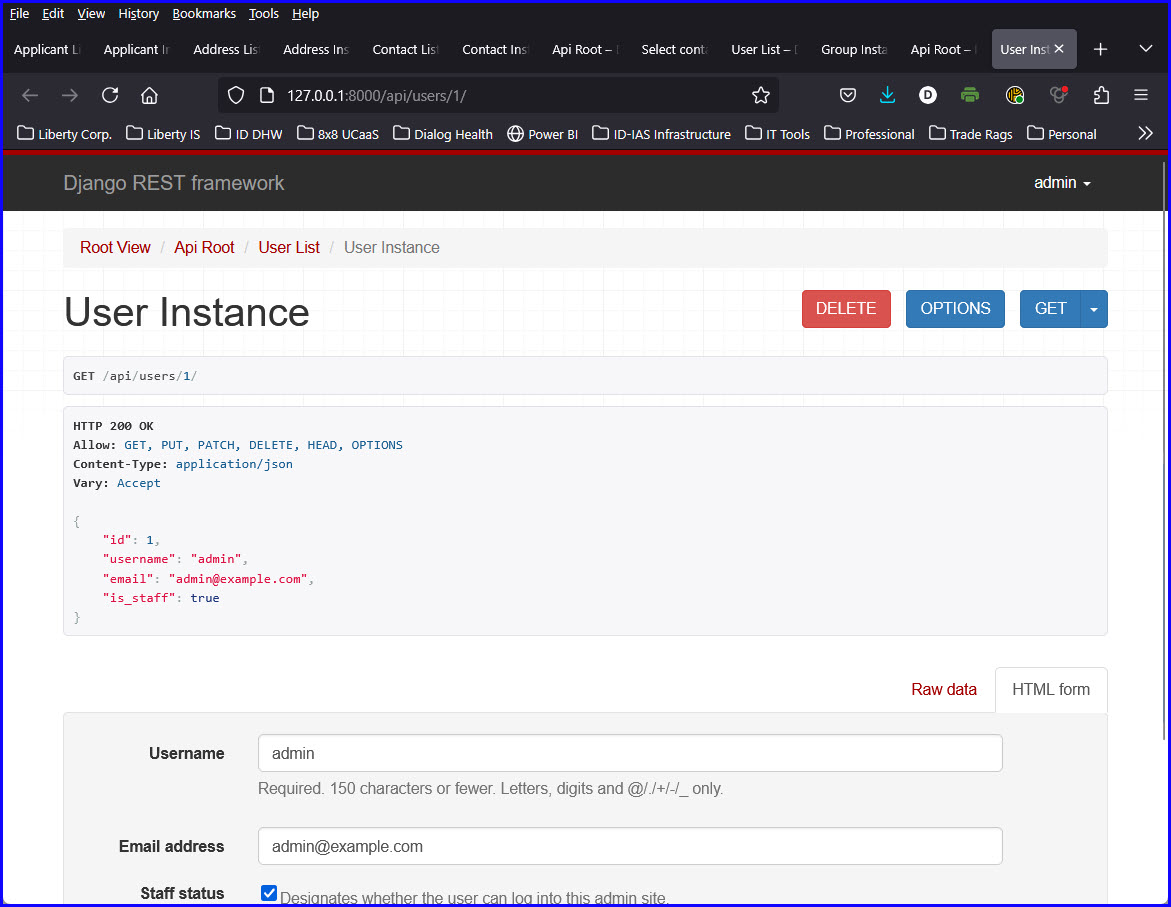 File Edit View History Bookmarks Tools Help
Applicant Li Applicant In Address Lis Address Ins Contact List Contact Inst Api Root – Select conta User List – Group Insta Api Root – User Inst
127.0.0.1:8000/api/users/1/
Liberty Corp. Liberty IS ID DHW 8x8 UCaaS Dialog Health Power BI ID-IAS Infrastructure IT Tools Professional Trade Rags Personal
Django REST framework admin
Root View / Api Root / User List / User Instance
User Instance DELETE OPTIONS GET
GET /api/users/1/
HTTP 200 OK
Allow: GET, PUT, PATCH, DELETE, HEAD, OPTIONS
Content-Type: application/json
Vary: Accept
{
"id": 1,
"username": "admin",
"email": "admin@example.com",
"is_staff": true
}
Raw data HTML form
Username admin
Required. 150 characters or fewer. Letters, digits and @/./+/-/_ only.
Email address admin@example.com
Staff status Designates whether the user can log into this admin site.